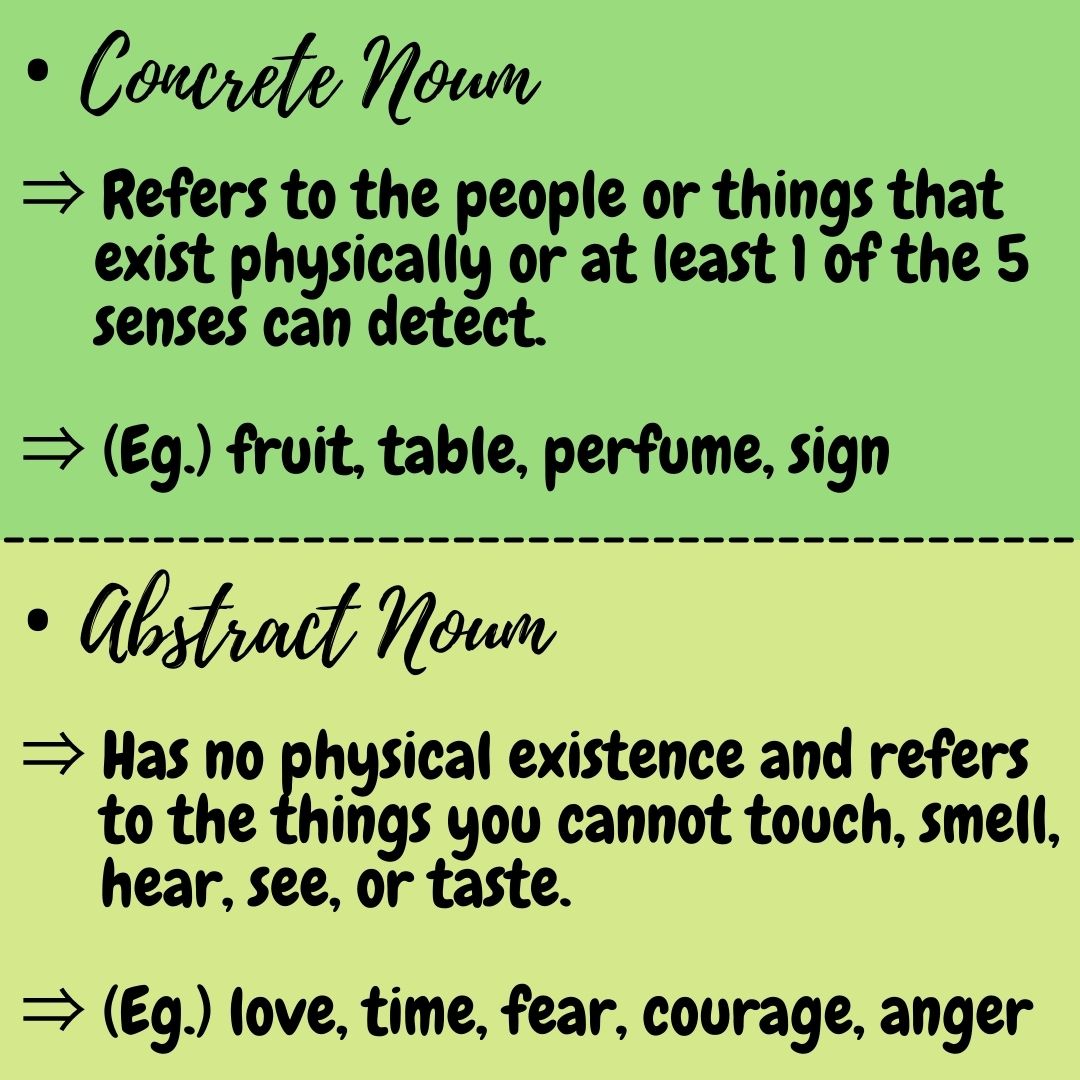 • Concrete Noun
⇒ Refers to the people or things that
exist physically or at least 1 of the 5
senses can detect.
⇒ (Eg.) fruit, table, perfume, sign
• Abstract Noun
⇒ Has no physical existence and refers
to the things you cannot touch, smell,
hear, see, or taste.
⇒ (Eg.) love, time, fear, courage, anger